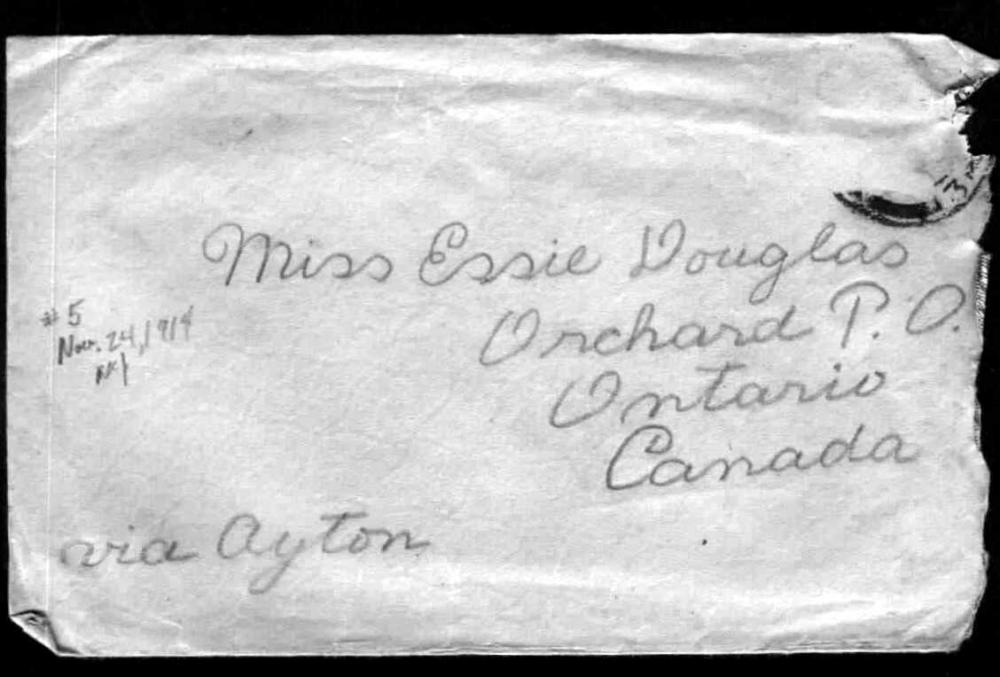 Miss Essie Douglas
Orchard P. O.
Ontario
Canada
via Ayton
# 5
Nov. 24, 1914